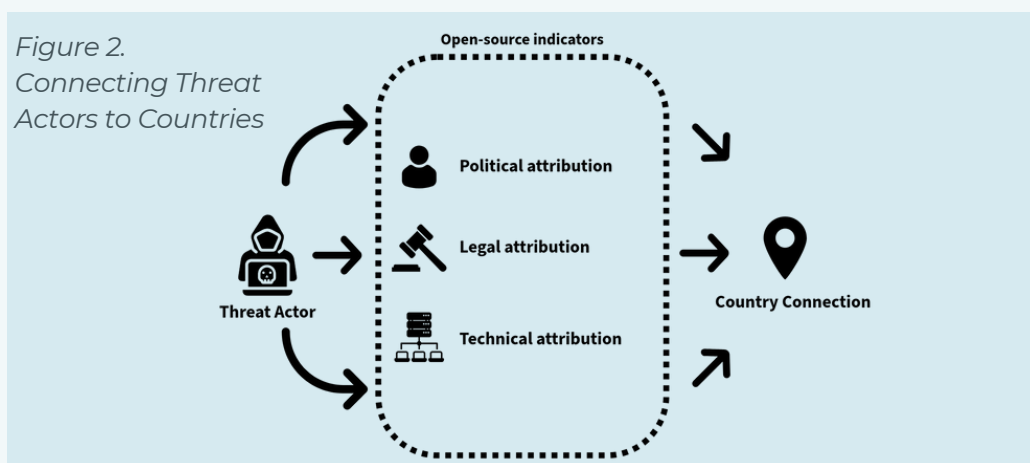 Figure 2.
Connecting Threat
Actors to Countries
Open-source indicators
Political attribution
Legal attribution
Technical attribution
Threat Actor
Country Connection